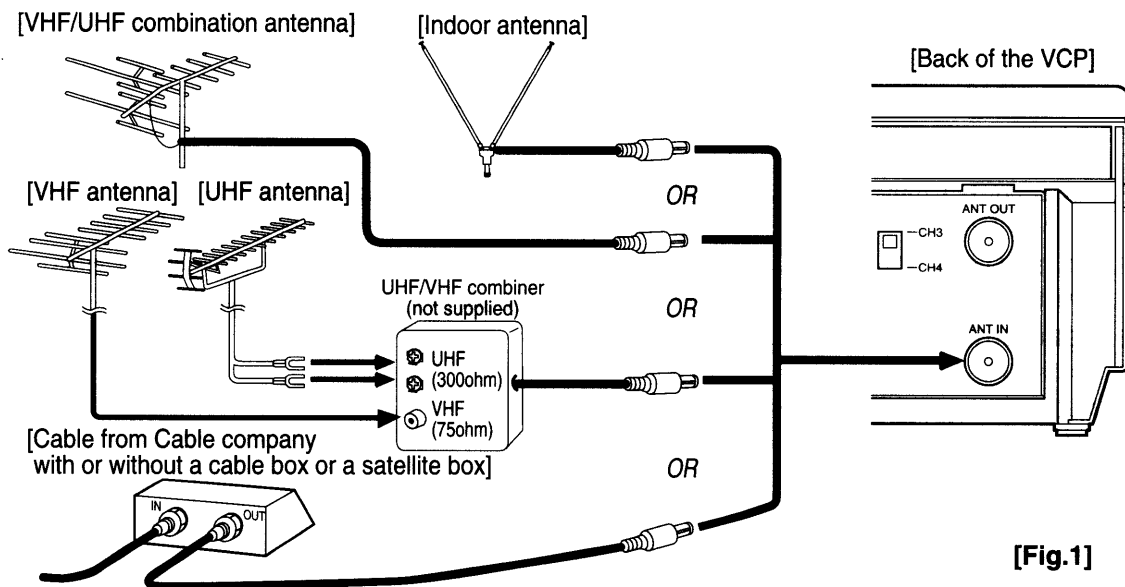 [VHF/UHF combination antenna]
[Indoor antenna]
[Back of the VCP]
OR
[VHF antenna]
[UHF antenna]
ANT OUT
CH3
CH4
UHF/VHF combiner
(not supplied)
OR
ANT IN
UHF
(300ohm)
VHF
(75ohm)
[Cable from Cable company
with or without a cable box or a satellite box]
OR
IN
OUT
[Fig.1]